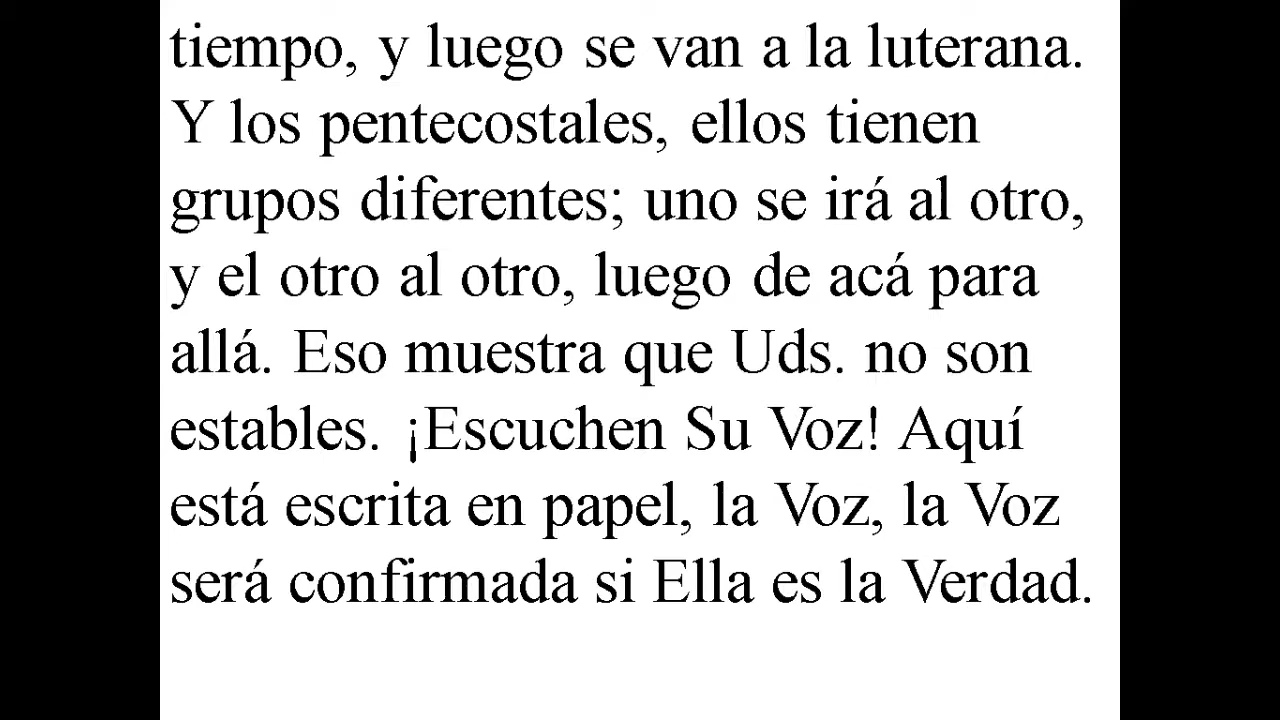 tiempo, y luego se van a la luterana.
Y los pentecostales, ellos tienen
grupos diferentes; uno se irá al otro,
y el otro al otro, luego de acá para
allá. Eso muestra que Uds. no son
estables. ¡Escuchen Su Voz! Aquí
está escrita en papel, la Voz, la Voz
será confirmada si Ella es la Verdad.